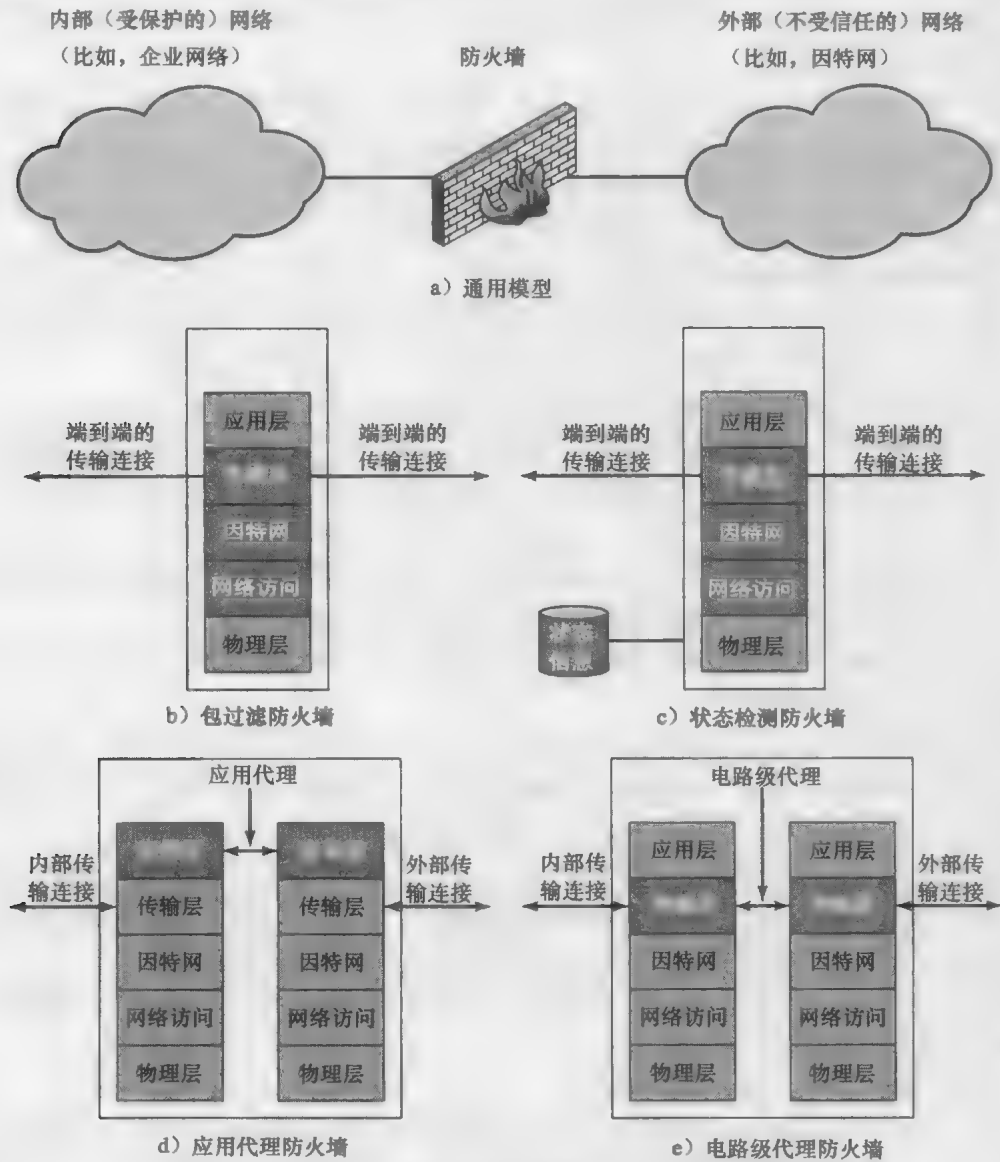 内部（受保护的）网络
（比如，企业网络）
防火墙
外部（不受信任的）网络
（比如，因特网）
a）通用模型
端到端的
传输连接
应用层
因特网
网络访问
物理层
端到端的
传输连接
b）包过滤防火墙
端到端的
传输连接
应用层
因特网
网络访问
物理层
端到端的
传输连接
c）状态检测防火墙
应用代理
内部传
输连接
传输层
因特网
网络访问
物理层
传输层
因特网
网络访问
物理层
外部传
输连接
d）应用代理防火墙
电路级代理
内部传
输连接
应用层
因特网
网络访问
物理层
应用层
因特网
网络访问
物理层
外部传
输连接
e）电路级代理防火墙